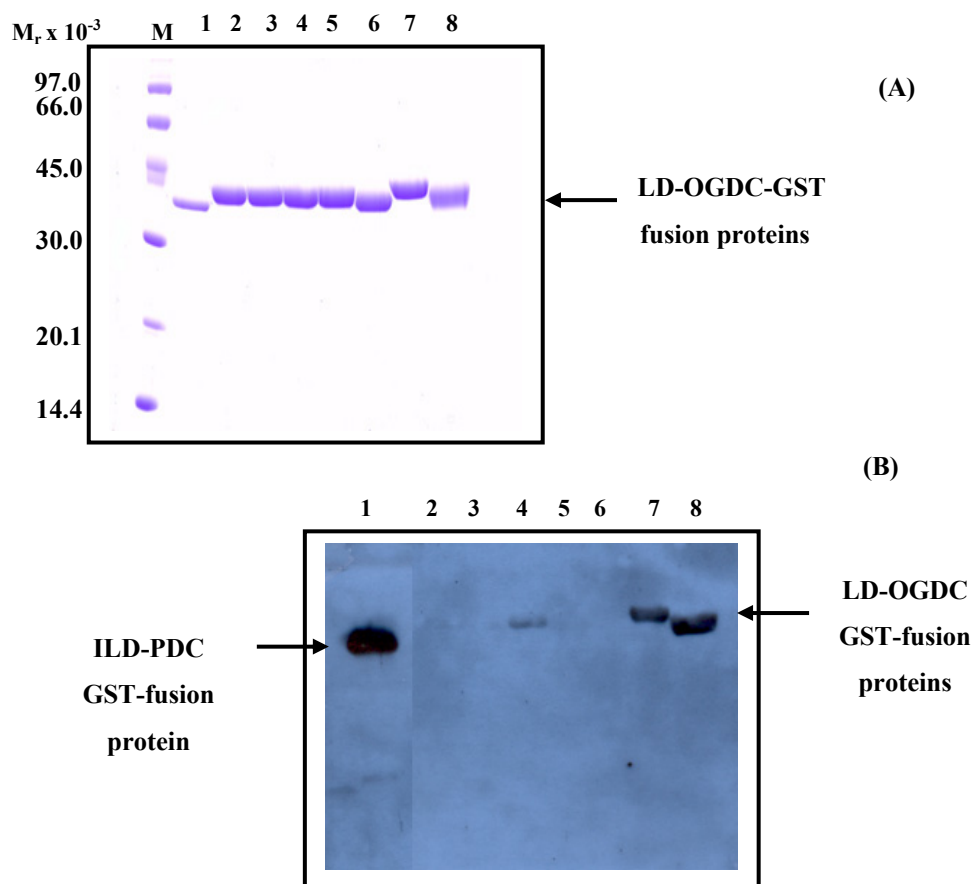 Mr x 10-3 M 1 2 3 4 5 6 7 8
97.0
66.0
45.0
30.0
20.1
14.4
(A)
LD-OGDC-GST
fusion proteins
(B)
1 2 3 4 5 6 7 8
ILD-PDC
GST-fusion
protein
LD-OGDC
GST-fusion
proteins